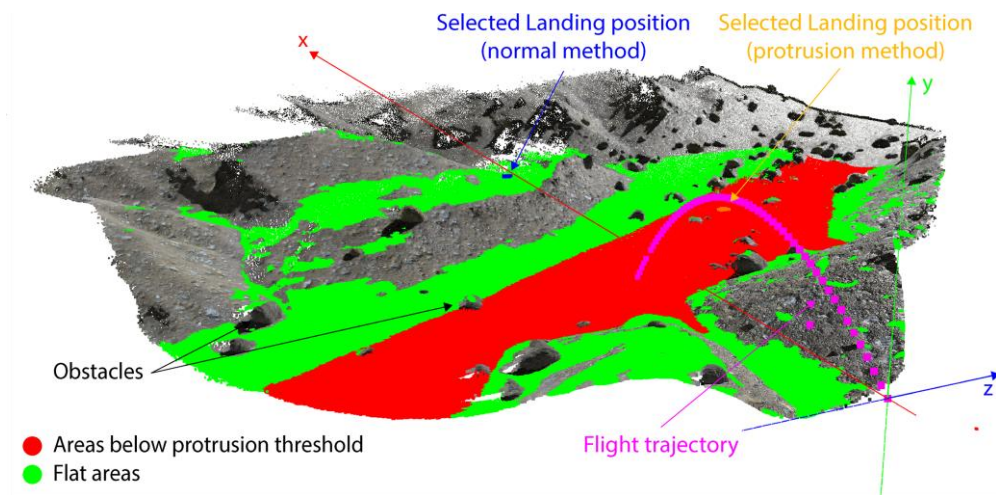 Selected Landing position
(normal method)
Selected Landing position
(protrusion method)
x
y
z
Obstacles
Flight trajectory
Areas below protrusion threshold
Flat areas